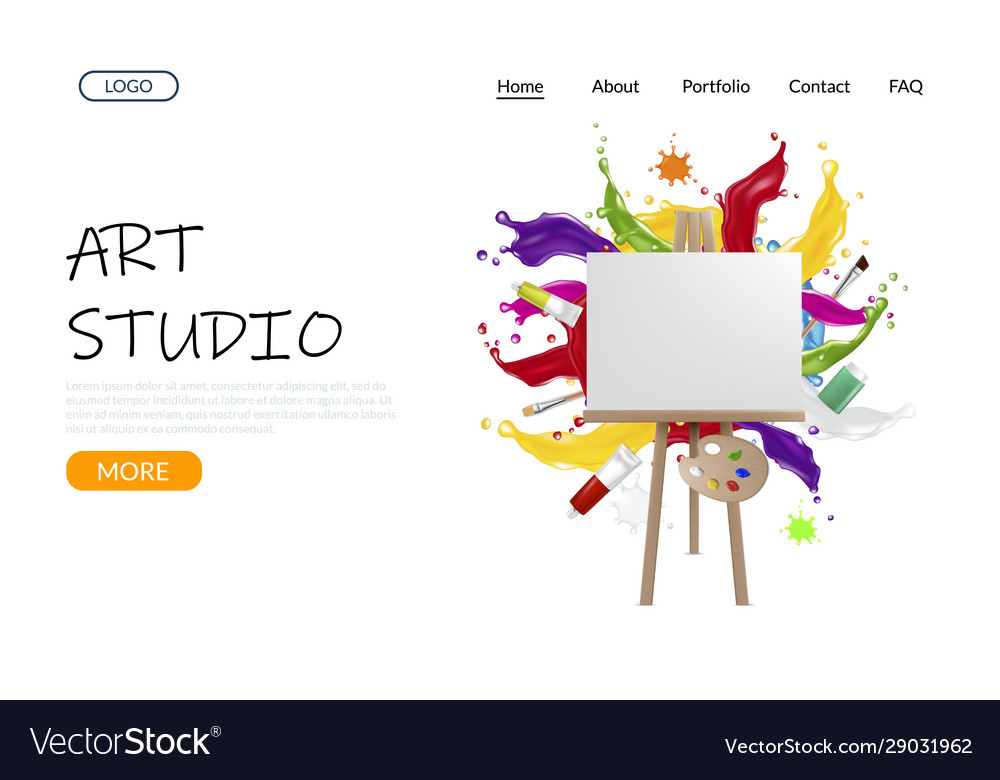 LOGO
Home About Portfolio Contact FAQ
ART
STUDIO
Lorem ipsum dolor sit amet, consectetur adipiscing elit, sed do
eiusmod tempor incididunt ut labore et dolore magna aliqua. Ut
enim ad minim veniam, quis nostrud exercitation ullamco laboris
nisi ut aliquip ex ea commodo consequat.
MORE
VectorStock®
VectorStock.com/29031962